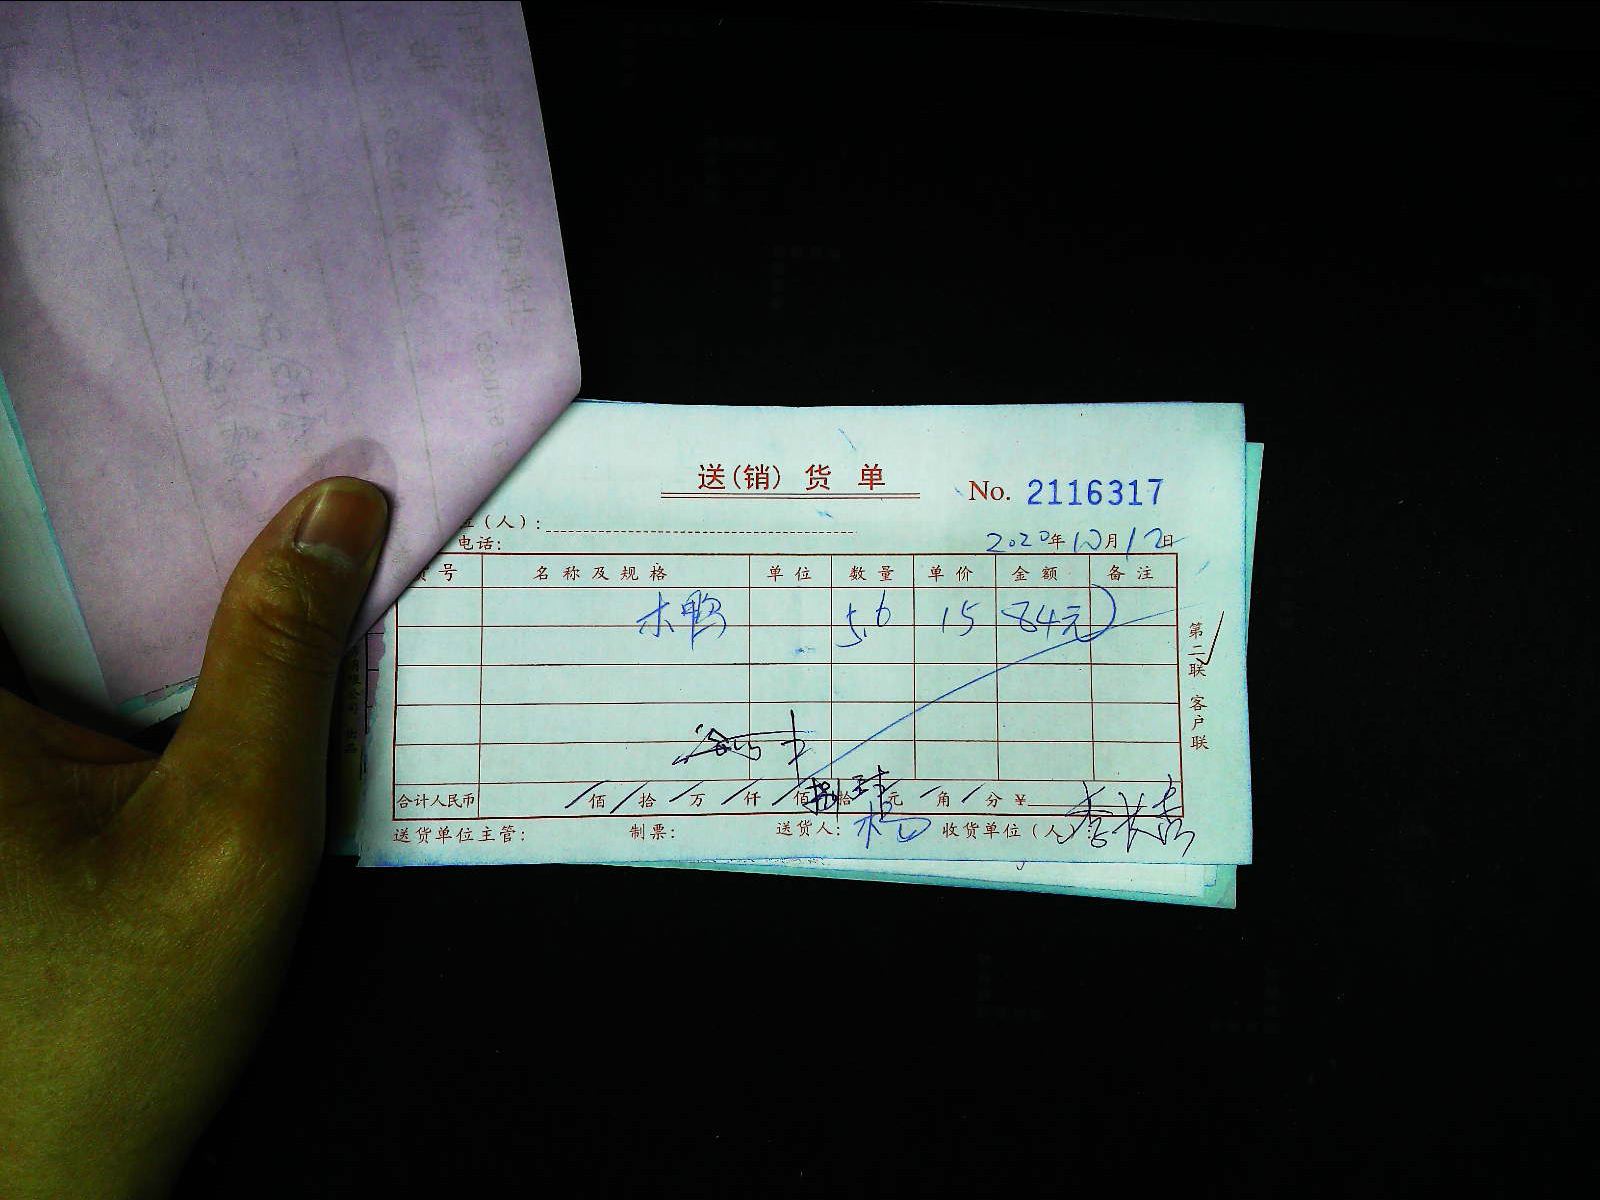 送(销)货单
No. 2116317
位(人):
电话:
2020年10月12日
货号 名称及规格 单位 数量 单价 金额 备注
木鸭 5.6 15 84元
第二联 客户联
合计人民币 佰 拾 万 仟 佰 拾 元 角 分 ¥
送货单位主管: 制票: 送货人: 杨 收货单位(人)